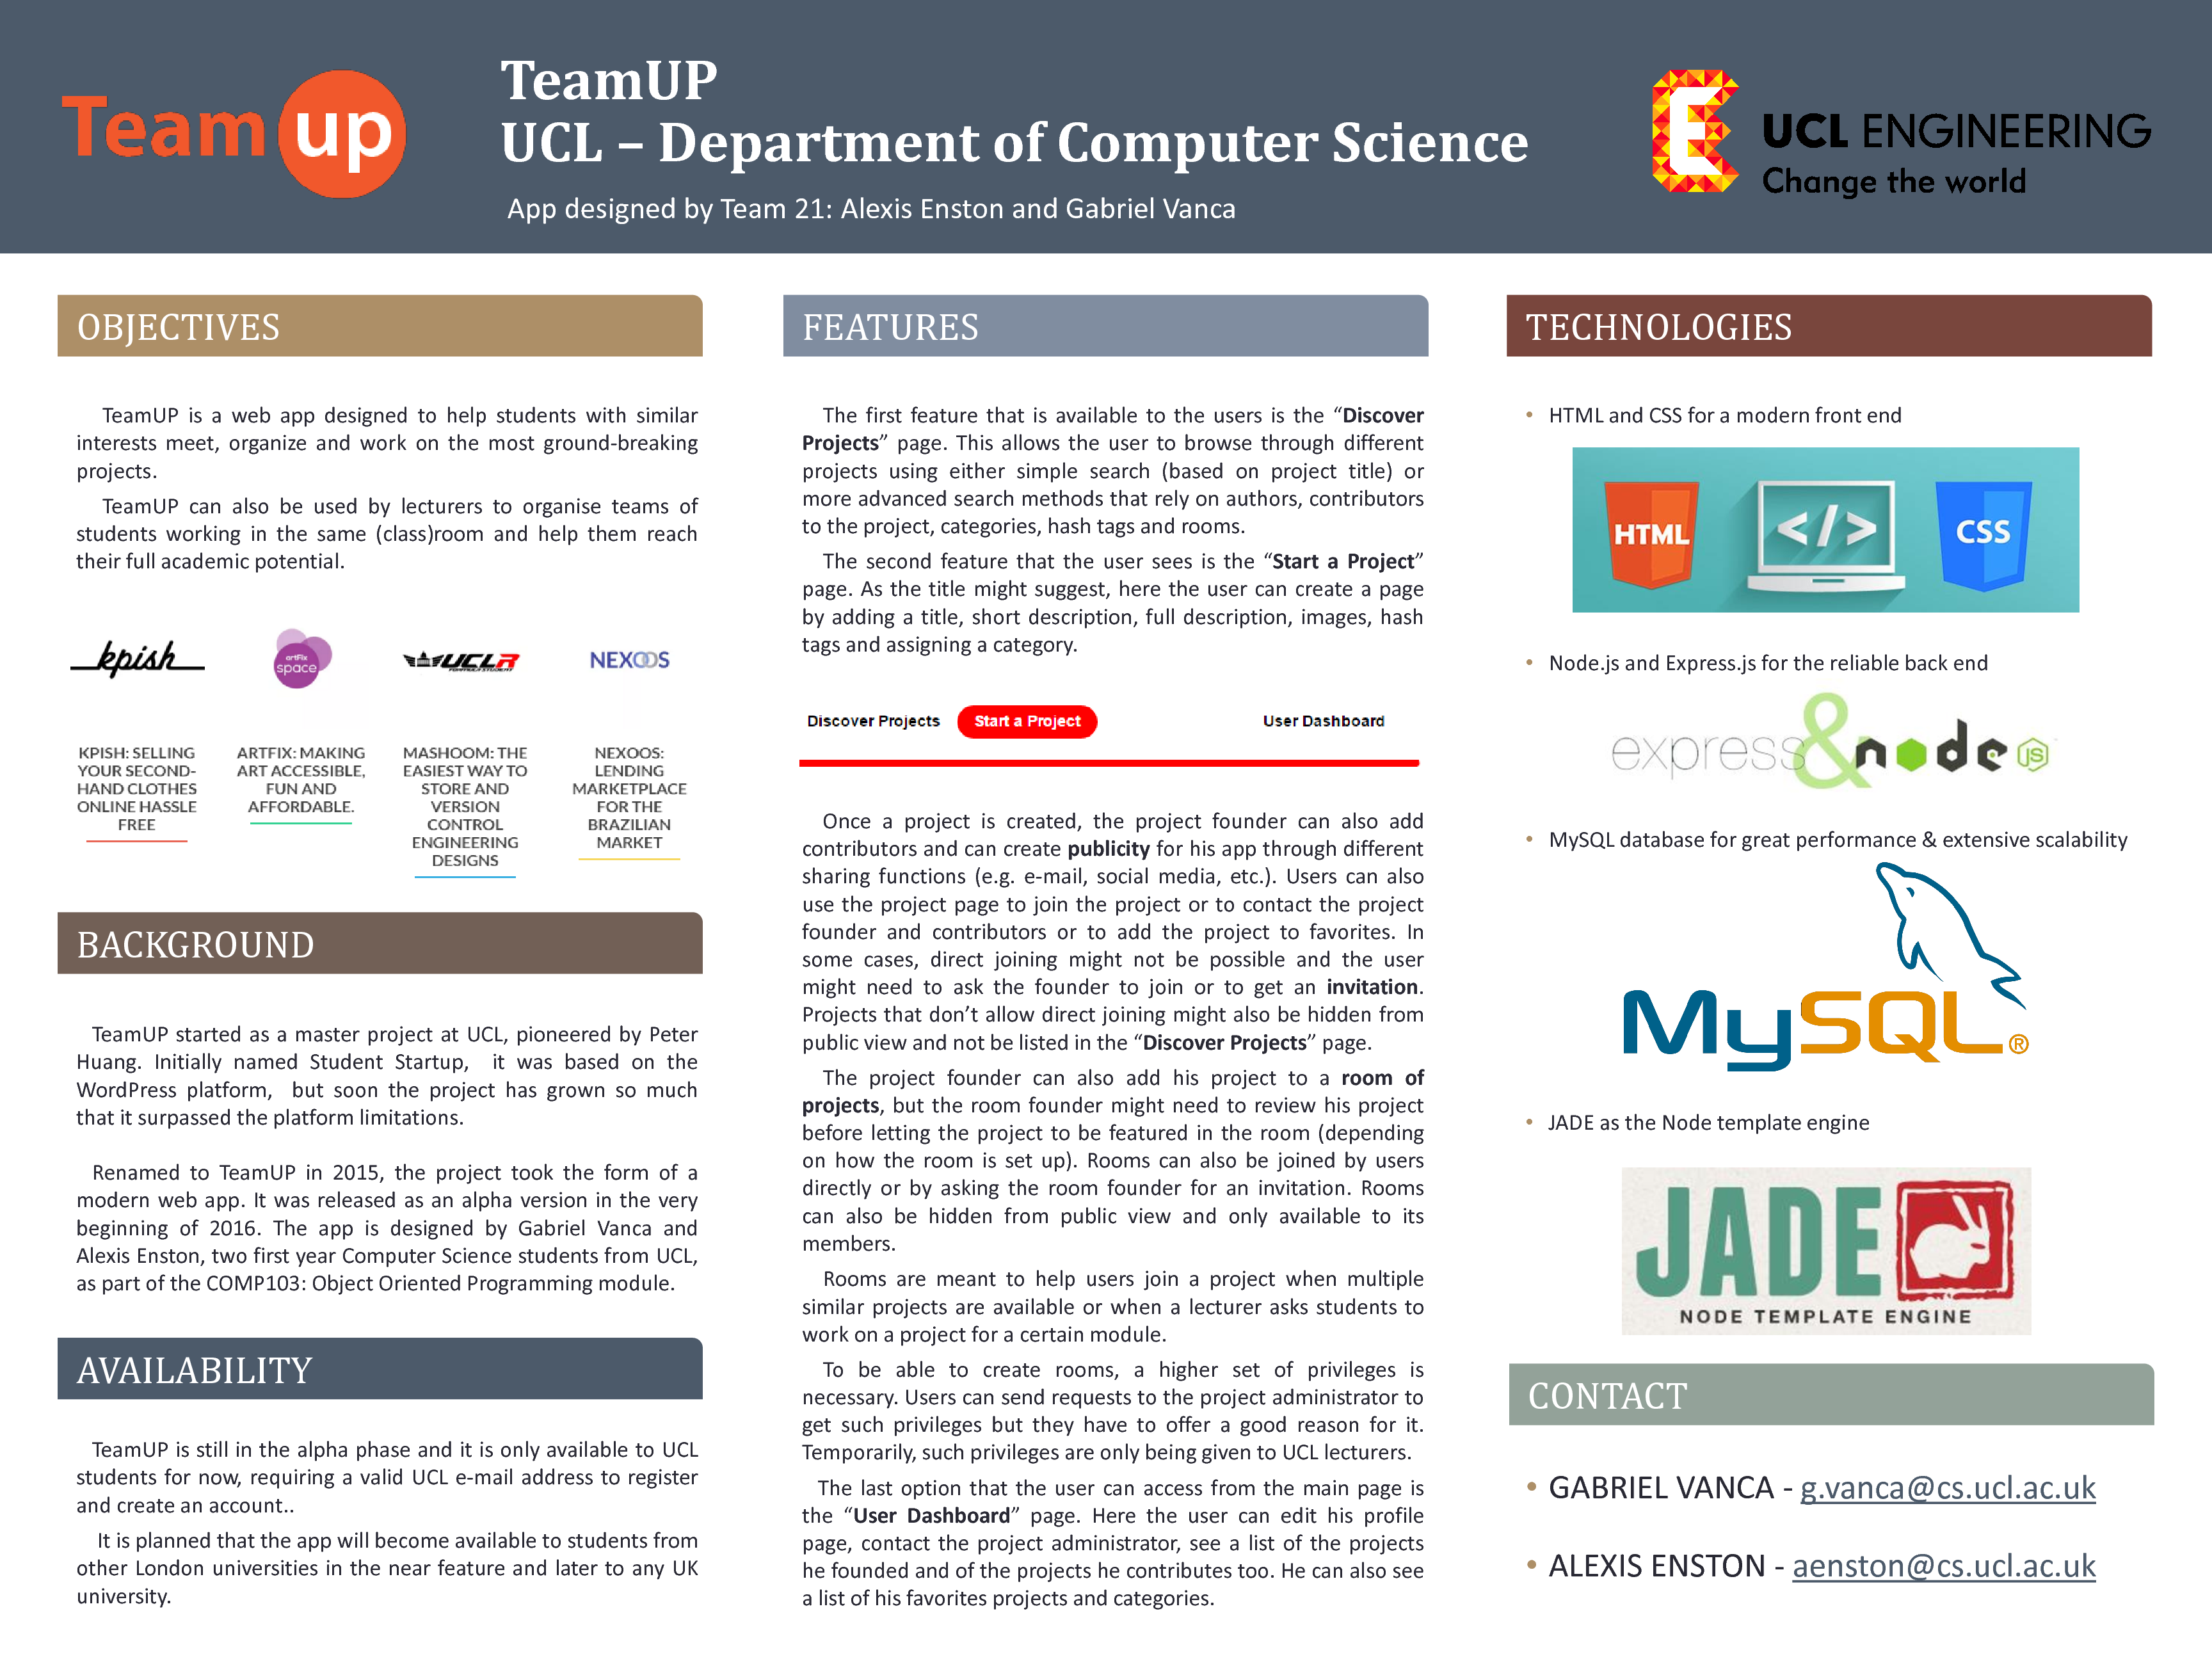 Team up
TeamUP
UCL – Department of Computer Science
App designed by Team 21: Alexis Enston and Gabriel Vanca
E UCL ENGINEERING
Change the world
OBJECTIVES
TeamUP is a web app designed to help students with similar
interests meet, organize and work on the most ground-breaking
projects.
TeamUP can also be used by lecturers to organise teams of
students working in the same (class)room and help them reach
their full academic potential.
kpish
artFix
space
UCLR
FORMULA STUDENT
NEXOOS
KPISH: SELLING
YOUR SECOND-
HAND CLOTHES
ONLINE HASSLE
FREE
ARTFIX: MAKING
ART ACCESSIBLE,
FUN AND
AFFORDABLE.
MASHOOM: THE
EASIEST WAY TO
STORE AND
VERSION
CONTROL
ENGINEERING
DESIGNS
NEXOOS:
LENDING
MARKETPLACE
FOR THE
BRAZILIAN
MARKET
BACKGROUND
TeamUP started as a master project at UCL, pioneered by Peter
Huang. Initially named Student Startup, it was based on the
WordPress platform, but soon the project has grown so much
that it surpassed the platform limitations.
Renamed to TeamUP in 2015, the project took the form of a
modern web app. It was released as an alpha version in the very
beginning of 2016. The app is designed by Gabriel Vanca and
Alexis Enston, two first year Computer Science students from UCL,
as part of the COMP103: Object Oriented Programming module.
AVAILABILITY
TeamUP is still in the alpha phase and it is only available to UCL
students for now, requiring a valid UCL e-mail address to register
and create an account..
It is planned that the app will become available to students from
other London universities in the near feature and later to any UK
university.
FEATURES
The first feature that is available to the users is the “Discover
Projects” page. This allows the user to browse through different
projects using either simple search (based on project title) or
more advanced search methods that rely on authors, contributors
to the project, categories, hash tags and rooms.
The second feature that the user sees is the “Start a Project”
page. As the title might suggest, here the user can create a page
by adding a title, short description, full description, images, hash
tags and assigning a category.
Discover Projects Start a Project User Dashboard
Once a project is created, the project founder can also add
contributors and can create publicity for his app through different
sharing functions (e.g. e-mail, social media, etc.). Users can also
use the project page to join the project or to contact the project
founder and contributors or to add the project to favorites. In
some cases, direct joining might not be possible and the user
might need to ask the founder to join or to get an invitation.
Projects that don’t allow direct joining might also be hidden from
public view and not be listed in the “Discover Projects” page.
The project founder can also add his project to a room of
projects, but the room founder might need to review his project
before letting the project to be featured in the room (depending
on how the room is set up). Rooms can also be joined by users
directly or by asking the room founder for an invitation. Rooms
can also be hidden from public view and only available to its
members.
Rooms are meant to help users join a project when multiple
similar projects are available or when a lecturer asks students to
work on a project for a certain module.
To be able to create rooms, a higher set of privileges is
necessary. Users can send requests to the project administrator to
get such privileges but they have to offer a good reason for it.
Temporarily, such privileges are only being given to UCL lecturers.
The last option that the user can access from the main page is
the “User Dashboard” page. Here the user can edit his profile
page, contact the project administrator, see a list of the projects
he founded and of the projects he contributes too. He can also see
a list of his favorites projects and categories.
TECHNOLOGIES
• HTML and CSS for a modern front end
HTML </> CSS
• Node.js and Express.js for the reliable back end
express & node JS
• MySQL database for great performance & extensive scalability
MySQL®
• JADE as the Node template engine
JADE
NODE TEMPLATE ENGINE
CONTACT
• GABRIEL VANCA - g.vanca@cs.ucl.ac.uk
• ALEXIS ENSTON - aenston@cs.ucl.ac.uk